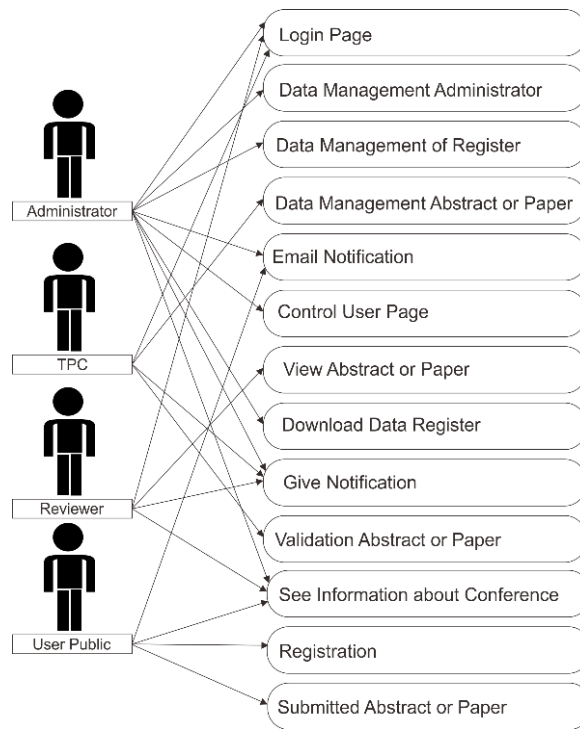 Login Page
Data Management Administrator
Data Management of Register
Administrator
Data Management Abstract or Paper
Email Notification
Control User Page
TPC
View Abstract or Paper
Download Data Register
Give Notification
Reviewer
Validation Abstract or Paper
See Information about Conference
User Public
Registration
Submitted Abstract or Paper